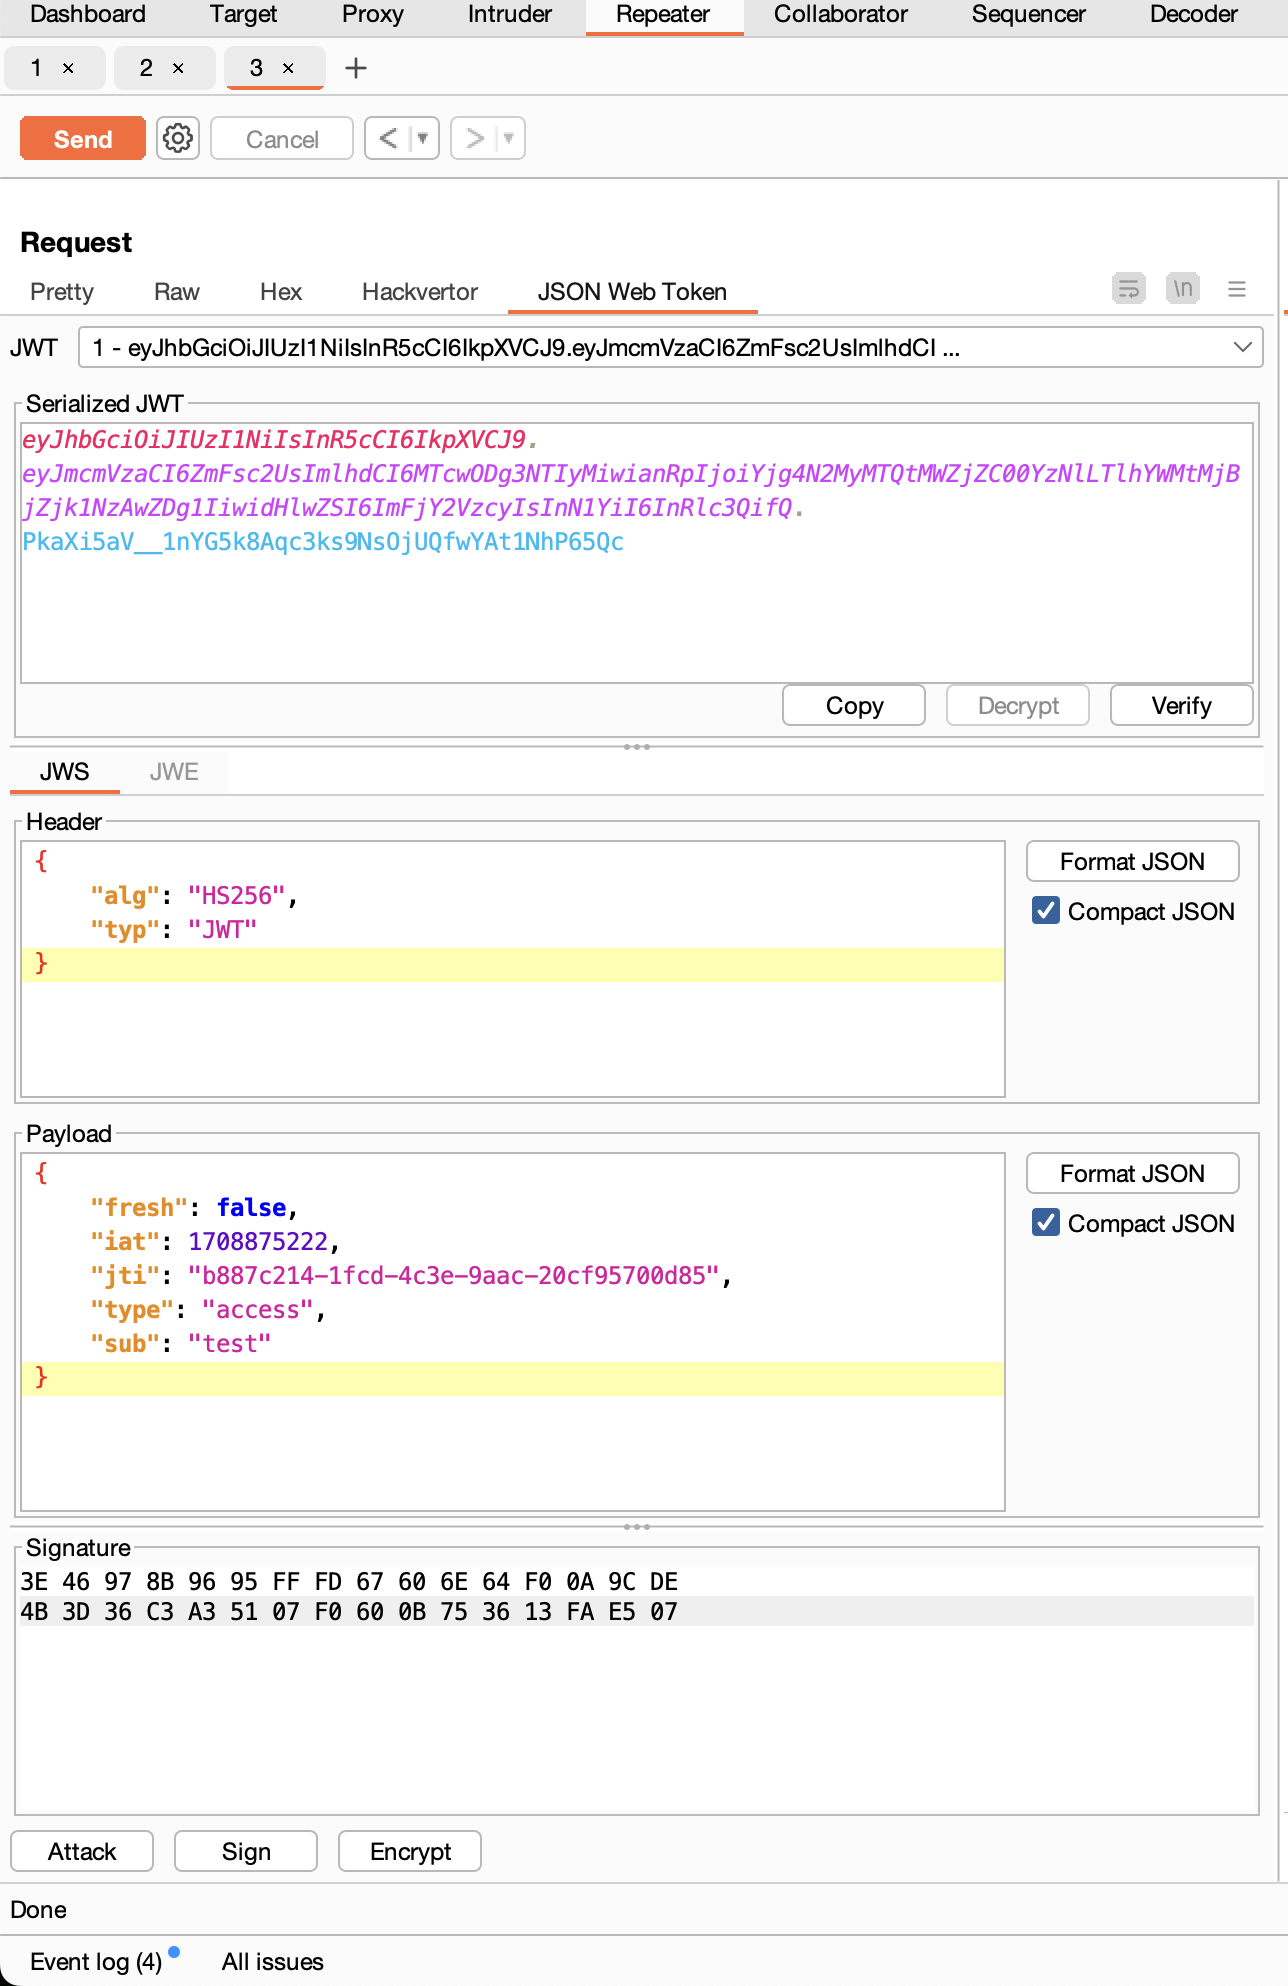 Dashboard Target Proxy Intruder Repeater Collaborator Sequencer Decoder
1 × 2 × 3 × +
Send Cancel < >
Request
Pretty Raw Hex Hackvertor JSON Web Token \n
JWT 1 - eyJhbGciOiJIUzI1NiIsInR5cCI6IkpXVCJ9.eyJmcmVzaCI6ZmFsc2UsImlhdCI ...
Serialized JWT
eyJhbGciOiJIUzI1NiIsInR5cCI6IkpXVCJ9.
eyJmcmVzaCI6ZmFsc2UsImlhdCI6MTcwODg3NTIyMiwianRpIjoiYjg4N2MyMTQtMWZjZC00YzNlLTlhYWMtMjB
jZjk1NzAwZDg1IiwidHlwZSI6ImFjY2VzcyIsInN1YiI6InRlc3QifQ.
PkaXi5aV__1nYG5k8Aqc3ks9NsOjUQfwYAt1NhP65Qc
Copy Decrypt Verify
JWS JWE
Header
{
"alg": "HS256",
"typ": "JWT"
}
Format JSON
Compact JSON
Payload
{
"fresh": false,
"iat": 1708875222,
"jti": "b887c214-1fcd-4c3e-9aac-20cf95700d85",
"type": "access",
"sub": "test"
}
Format JSON
Compact JSON
Signature
3E 46 97 8B 96 95 FF FD 67 60 6E 64 F0 0A 9C DE
4B 3D 36 C3 A3 51 07 F0 60 0B 75 36 13 FA E5 07
Attack Sign Encrypt
Done
Event log (4) All issues